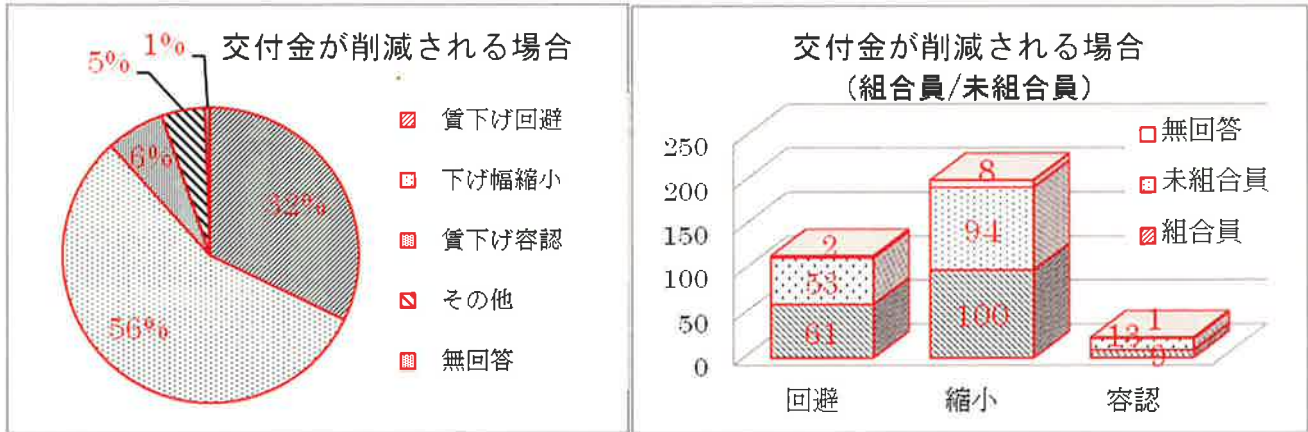 交付金が削減される場合
1%
5%
6%
32%
56%
賃下げ回避
下げ幅縮小
賃下げ容認
その他
無回答
交付金が削減される場合
(組合員/未組合員)
250
200
150
100
50
0
2
53
61
8
94
100
1
13
9
無回答
未組合員
組合員
回避
縮小
容認